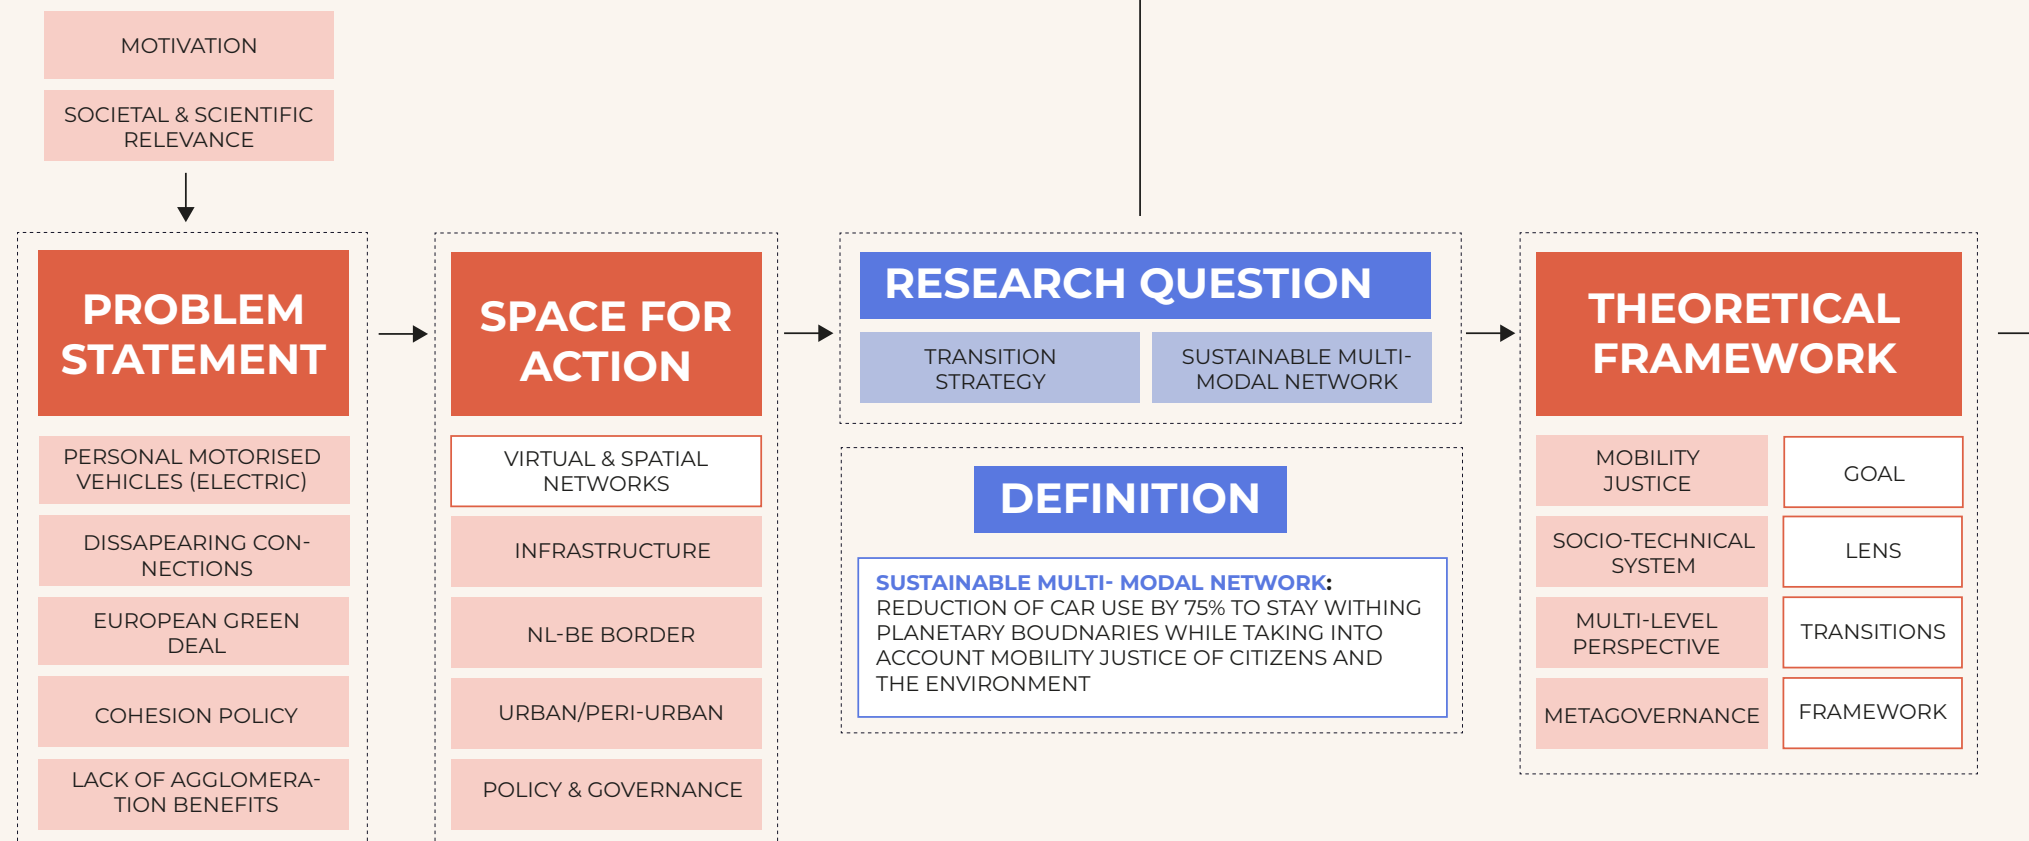 MOTIVATION
SOCIETAL & SCIENTIFIC
RELEVANCE
PROBLEM
STATEMENT
PERSONAL MOTORISED
VEHICLES (ELECTRIC)
DISSAPEARING CON-
NECTIONS
EUROPEAN GREEN
DEAL
COHESION POLICY
LACK OF AGGLOMERA-
TION BENEFITS
SPACE FOR
ACTION
VIRTUAL & SPATIAL
NETWORKS
INFRASTRUCTURE
NL-BE BORDER
URBAN/PERI-URBAN
POLICY & GOVERNANCE
RESEARCH QUESTION
TRANSITION
STRATEGY
SUSTAINABLE MULTI-
MODAL NETWORK
DEFINITION
SUSTAINABLE MULTI- MODAL NETWORK:
REDUCTION OF CAR USE BY 75% TO STAY WITHING
PLANETARY BOUDNARIES WHILE TAKING INTO
ACCOUNT MOBILITY JUSTICE OF CITIZENS AND
THE ENVIRONMENT
THEORETICAL
FRAMEWORK
MOBILITY
JUSTICE
GOAL
SOCIO-TECHNICAL
SYSTEM
LENS
MULTI-LEVEL
PERSPECTIVE
TRANSITIONS
METAGOVERNANCE
FRAMEWORK